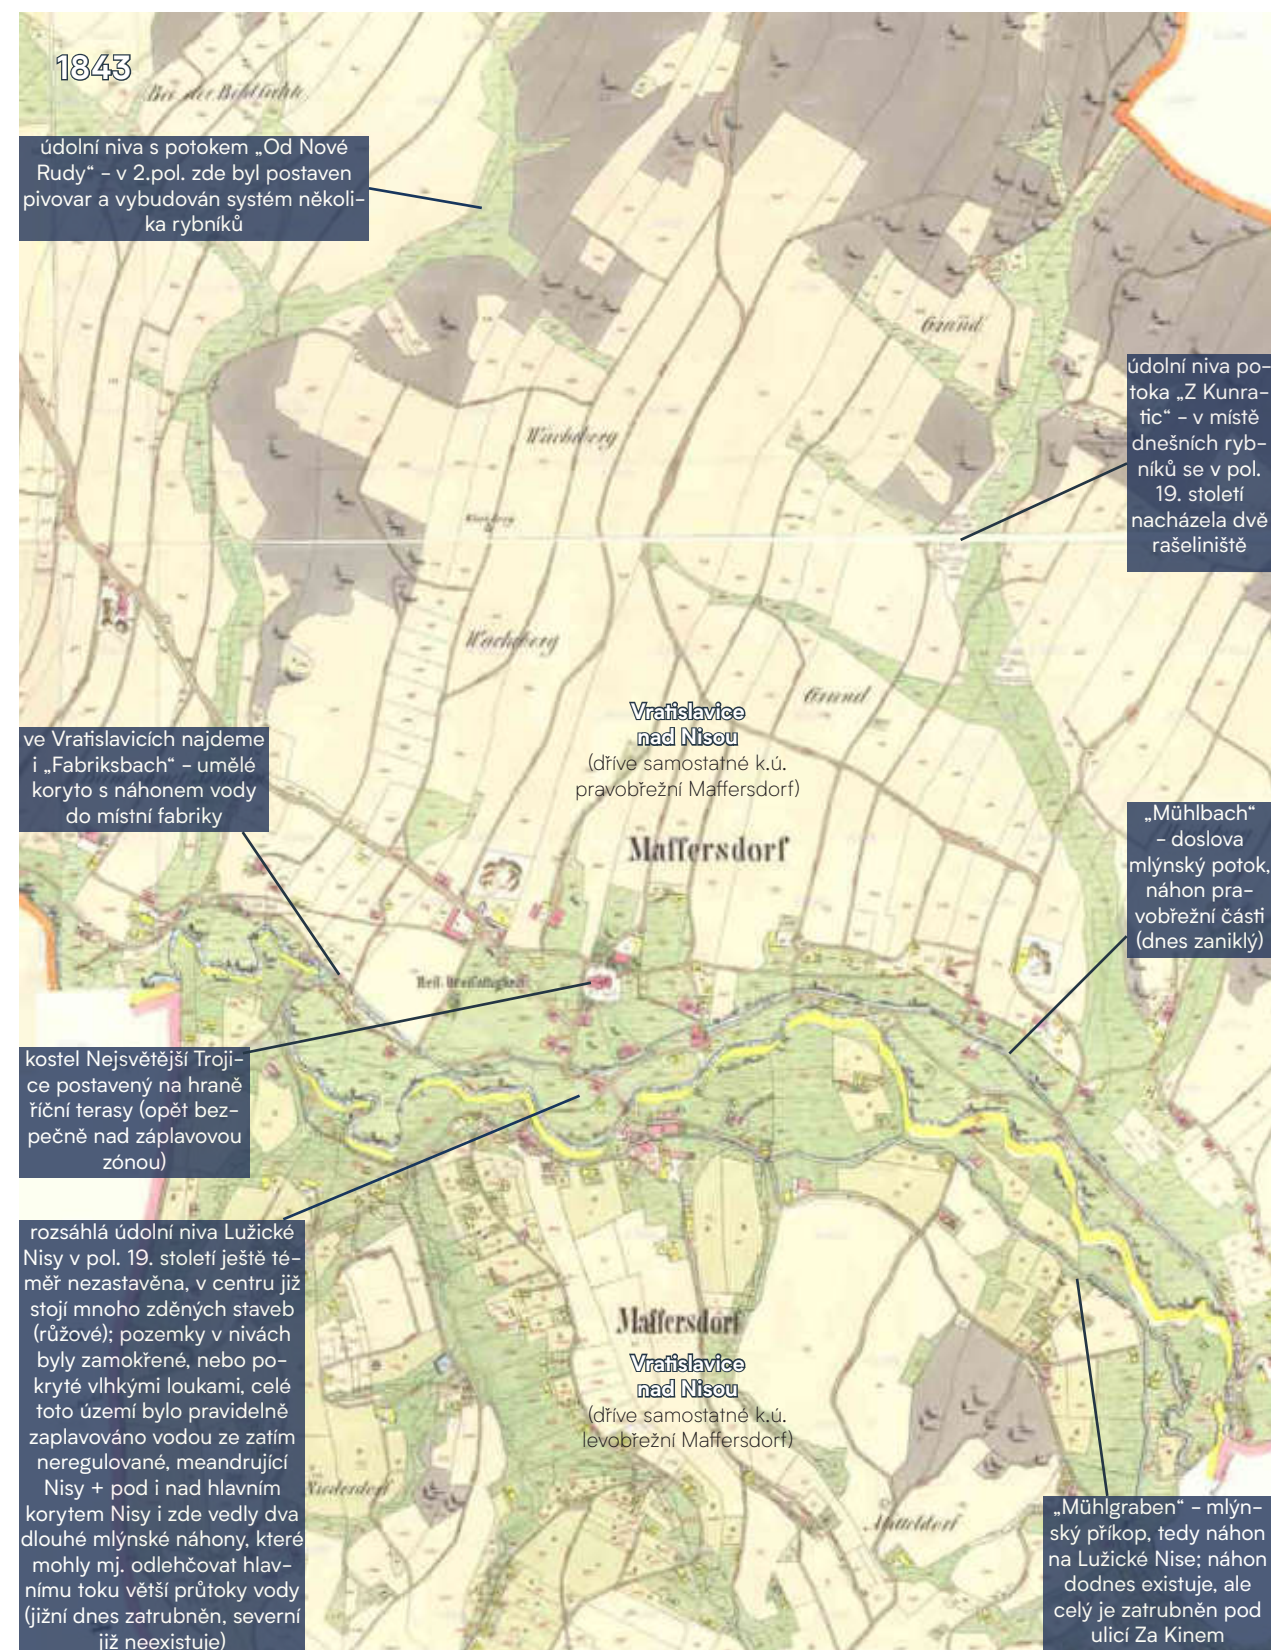 1843
Bei der Bleibfichte.
údolní niva s potokem „Od Nové
Rudy“ – v 2.pol. zde byl postaven
pivovar a vybudován systém několi-
ka rybníků
Grund
údolní niva po-
toka „Z Kunra-
tic“ – v místě
dnešních ryb-
níků se v pol.
19. století
nacházela dvě
rašeliniště
Wacheberg
Wacheberg
Grund
Vratislavice
nad Nisou
(dříve samostatné k.ú.
pravobřežní Maffersdorf)
ve Vratislavicích najdeme
i „Fabriksbach“ – umělé
koryto s náhonem vody
do místní fabriky
Maffersdorf
„Mühlbach“
– doslova
mlýnský potok,
náhon pra-
vobřežní části
(dnes zaniklý)
Heil. Dreifaltigkeit
kostel Nejsvětější Troji-
ce postavený na hraně
říční terasy (opět bez-
pečně nad záplavovou
zónou)
rozsáhlá údolní niva Lužické
Nisy v pol. 19. století ještě té-
měř nezastavěna, v centru již
stojí mnoho zděných staveb
(růžové); pozemky v nivách
byly zamokřené, nebo po-
kryté vlhkými loukami, celé
toto území bylo pravidelně
zaplavováno vodou ze zatím
neregulované, meandrující
Nisy + pod i nad hlavním
korytem Nisy i zde vedly dva
dlouhé mlýnské náhony, které
mohly mj. odlehčovat hlav-
nímu toku větší průtoky vody
(jižní dnes zatrubněn, severní
již neexistuje)
Maffersdorf
Vratislavice
nad Nisou
(dříve samostatné k.ú.
levobřežní Maffersdorf)
Niederdorf
Mitteldorf
„Mühlgraben“ – mlýn-
ský příkop, tedy náhon
na Lužické Nise; náhon
dodnes existuje, ale
celý je zatrubněn pod
ulicí Za Kinem